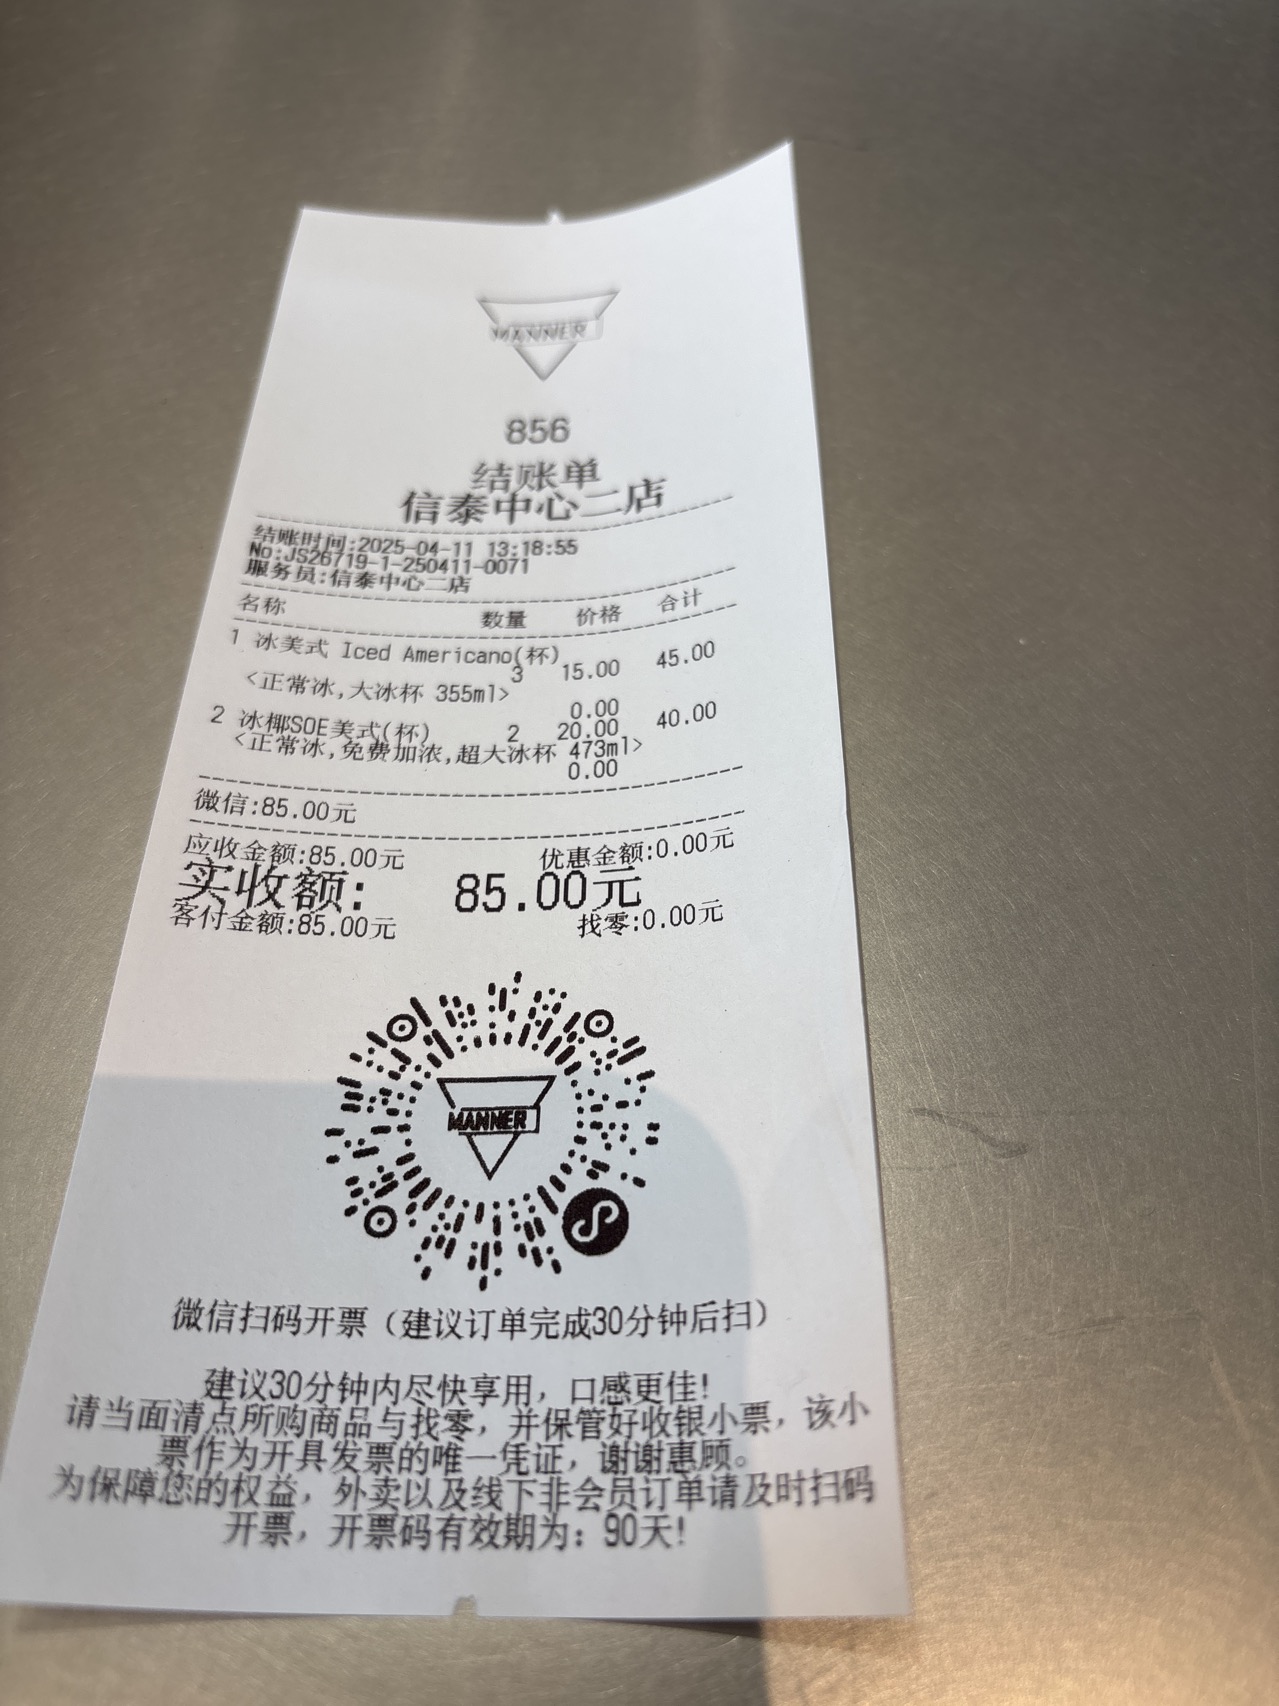 MANNER
856
结账单
信泰中心二店
结账时间:2025-04-11 13:18:55
No:JS26719-1-250411-0071
服务员:信泰中心二店
名称 数量 价格 合计
1 冰美式 Iced Americano(杯)
3 15.00 45.00
<正常冰,大冰杯 355ml>
0.00
2 冰椰SOE美式(杯) 2 20.00 40.00
<正常冰,免费加浓,超大冰杯 473ml>
0.00
微信:85.00元
应收金额:85.00元 优惠金额:0.00元
实收额: 85.00元
客付金额:85.00元 找零:0.00元
MANNER
微信扫码开票（建议订单完成30分钟后扫）
建议30分钟内尽快享用，口感更佳!
请当面清点所购商品与找零，并保管好收银小票，该小
票作为开具发票的唯一凭证，谢谢惠顾。
为保障您的权益，外卖以及线下非会员订单请及时扫码
开票，开票码有效期为：90天!